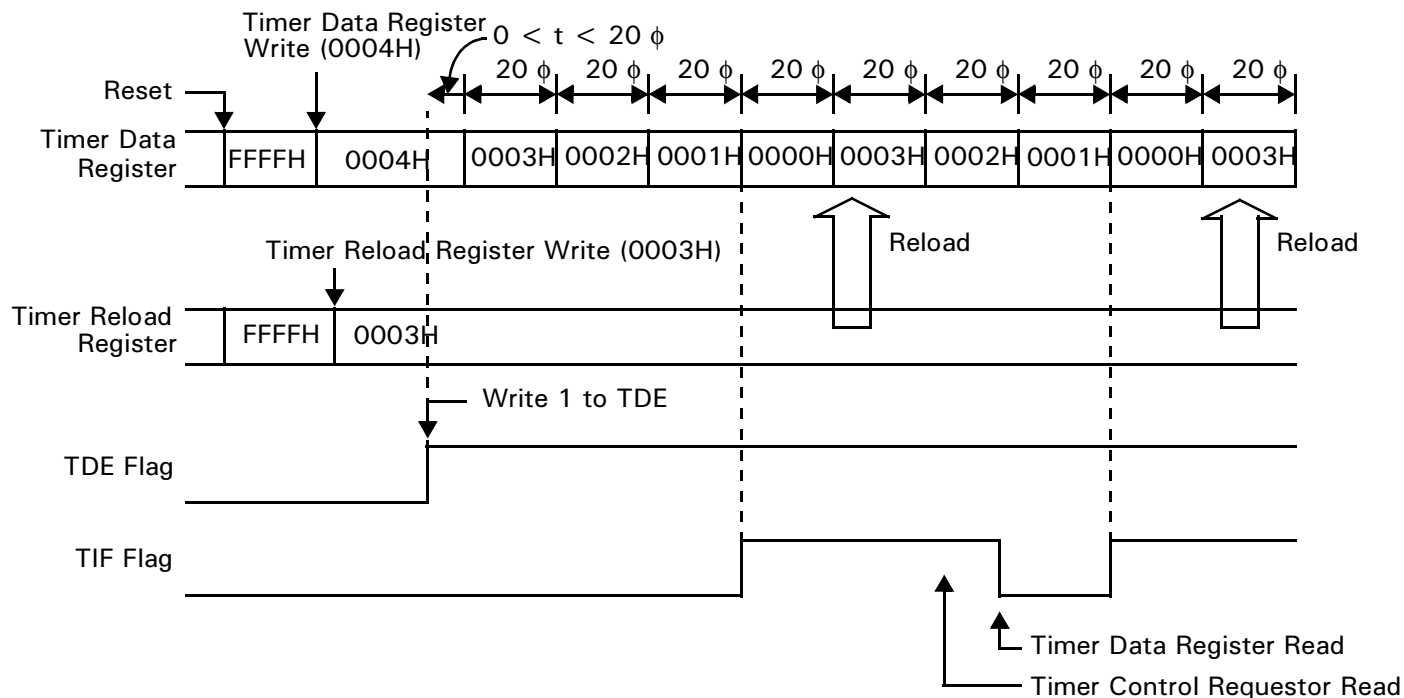 Timer Data Register
Write (0004H)
0 < t < 20 φ
20 φ 20 φ 20 φ 20 φ 20 φ 20 φ 20 φ 20 φ 20 φ
Reset
Timer Data
Register
FFFFH 0004H 0003H 0002H 0001H 0000H 0003H 0002H 0001H 0000H 0003H
Reload
Reload
Timer Reload Register Write (0003H)
Timer Reload
Register
FFFFH 0003H
Write 1 to TDE
TDE Flag
TIF Flag
Timer Data Register Read
Timer Control Requestor Read